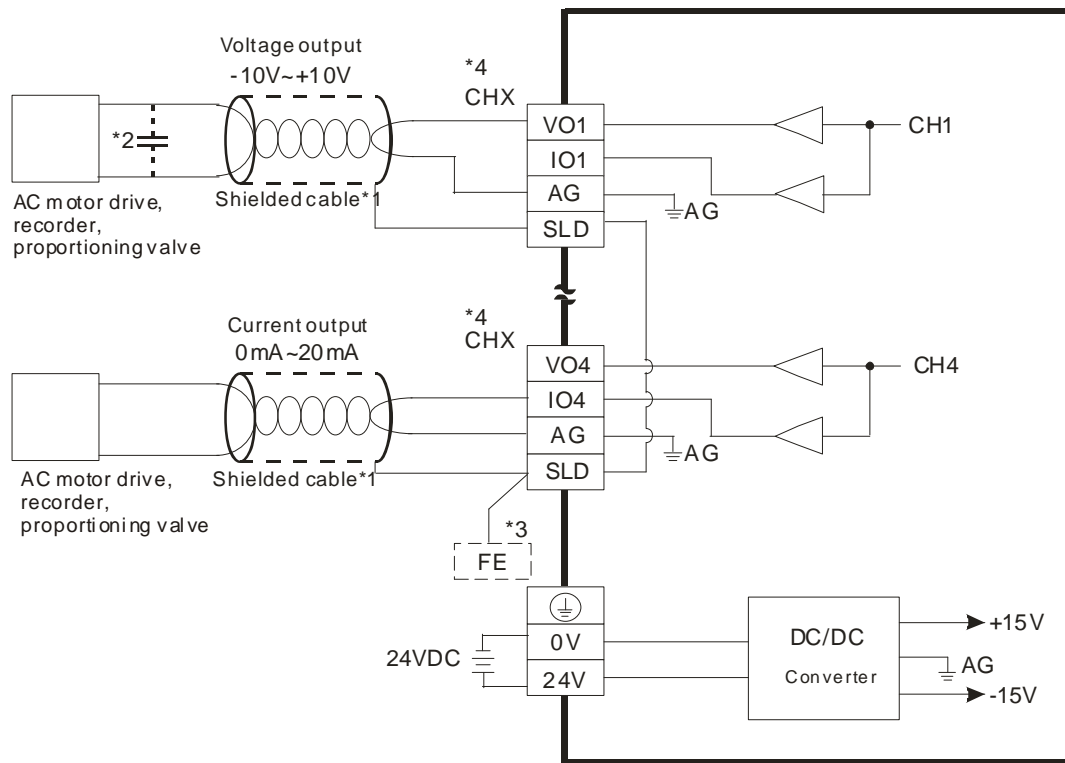 Voltage output
-10V~+10V
*4
CHX
*2
VO1
CH1
IO1
AG
AG
SLD
Shielded cable*1
AC motor drive,
recorder,
proportioning valve
Current output
0mA~20mA
*4
CHX
VO4
CH4
IO4
AG
AG
SLD
Shielded cable*1
AC motor drive,
recorder,
proportioning valve
*3
FE
24VDC
0V
24V
DC/DC
Converter
+15V
AG
-15V